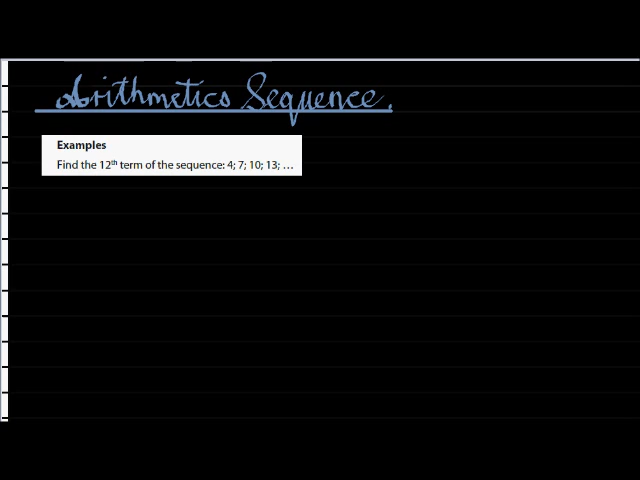 Arithmetics Sequence.
Examples
Find the 12th term of the sequence: 4; 7; 10; 13; …